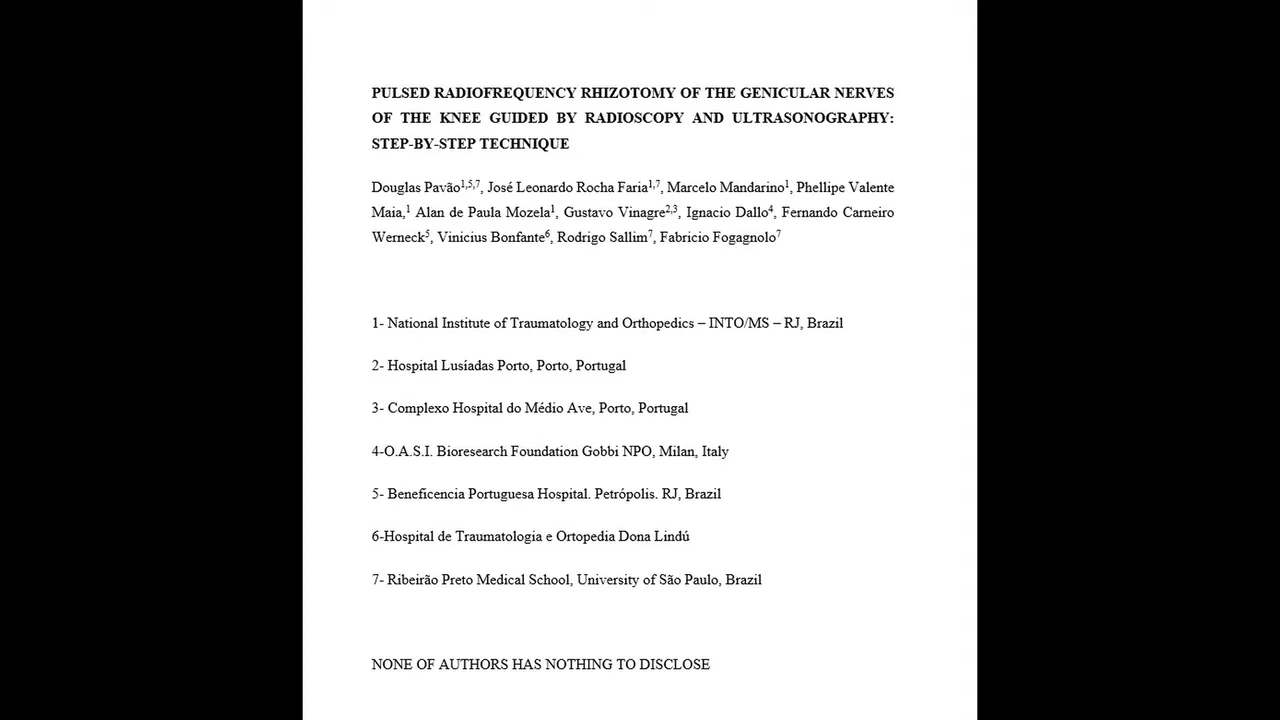 PULSED RADIOFREQUENCY RHIZOTOMY OF THE GENICULAR NERVES
OF THE KNEE GUIDED BY RADIOSCOPY AND ULTRASONOGRAPHY:
STEP-BY-STEP TECHNIQUE
Douglas Pavão1,5,7, José Leonardo Rocha Faria1,7, Marcelo Mandarino1, Phellipe Valente
Maia,1 Alan de Paula Mozela1, Gustavo Vinagre2,3, Ignacio Dallo4, Fernando Carneiro
Werneck5, Vinicius Bonfante6, Rodrigo Sallim7, Fabricio Fogagnolo7
1- National Institute of Traumatology and Orthopedics – INTO/MS – RJ, Brazil
2- Hospital Lusíadas Porto, Porto, Portugal
3- Complexo Hospital do Médio Ave, Porto, Portugal
4-O.A.S.I. Bioresearch Foundation Gobbi NPO, Milan, Italy
5- Beneficencia Portuguesa Hospital. Petrópolis. RJ, Brazil
6-Hospital de Traumatologia e Ortopedia Dona Lindú
7- Ribeirão Preto Medical School, University of São Paulo, Brazil
NONE OF AUTHORS HAS NOTHING TO DISCLOSE